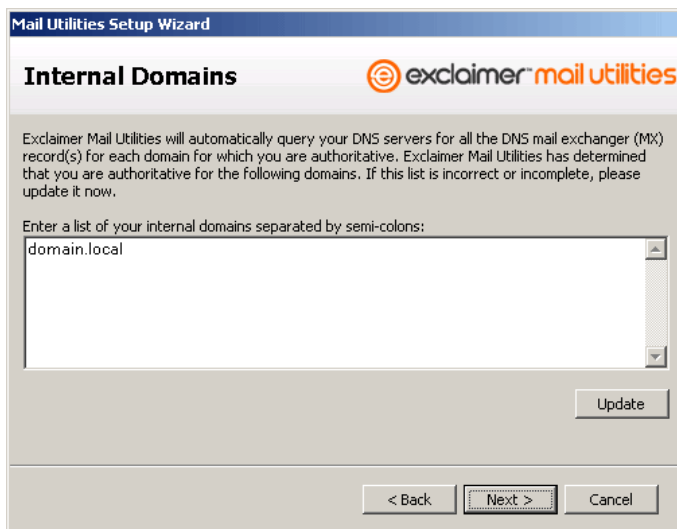 Mail Utilities Setup Wizard
Internal Domains
exclaimer™ mail utilities
Exclaimer Mail Utilities will automatically query your DNS servers for all the DNS mail exchanger (MX)
record(s) for each domain for which you are authoritative. Exclaimer Mail Utilities has determined
that you are authoritative for the following domains. If this list is incorrect or incomplete, please
update it now.
Enter a list of your internal domains separated by semi-colons:
domain.local
Update
< Back Next > Cancel